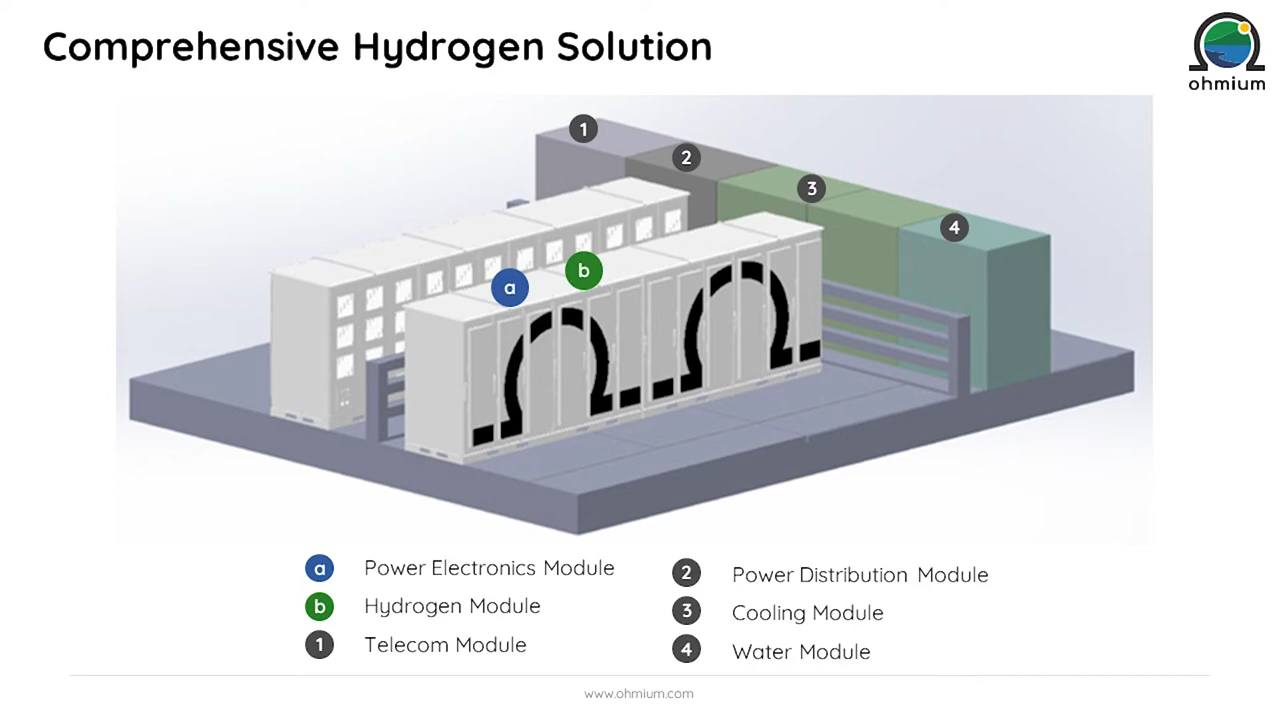 Comprehensive Hydrogen Solution
ohmium
1
2
3
4
a
b
a Power Electronics Module
b Hydrogen Module
1 Telecom Module
2 Power Distribution Module
3 Cooling Module
4 Water Module
www.ohmium.com